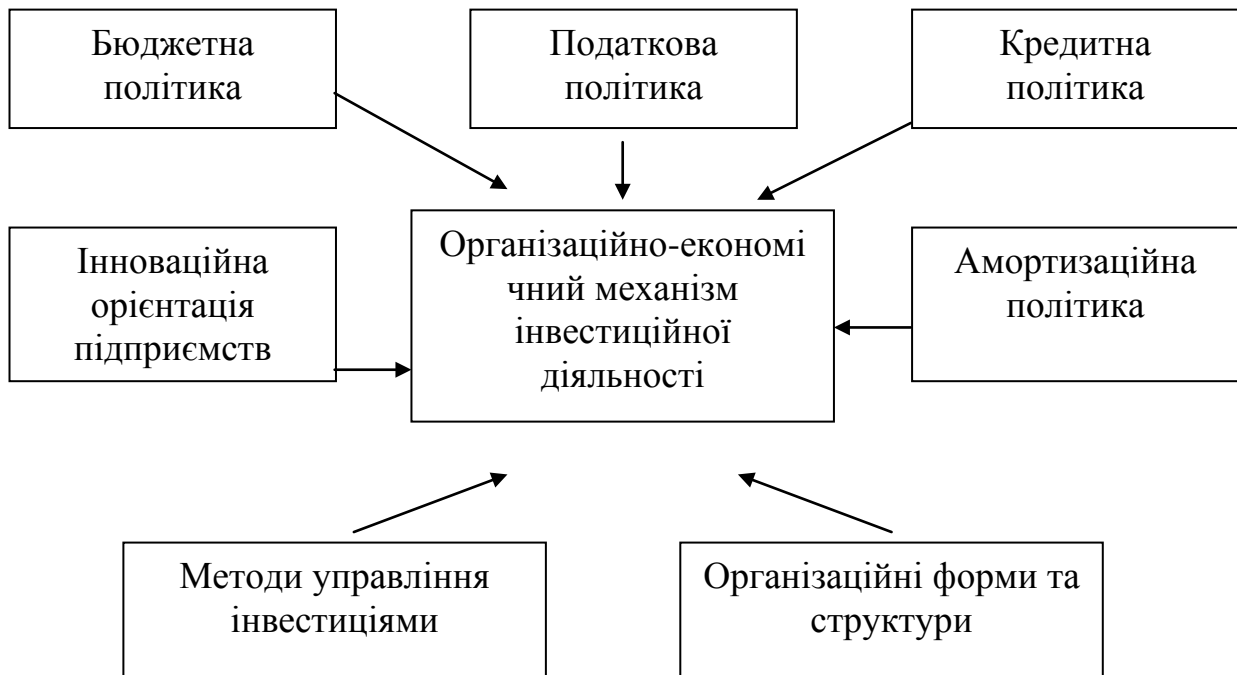 Бюджетна
політика
Податкова
політика
Кредитна
політика
Інноваційна
орієнтація
підприємств
Організаційно-економі
чний механізм
інвестиційної
діяльності
Амортизаційна
політика
Методи управління
інвестиціями
Організаційні форми та
структури